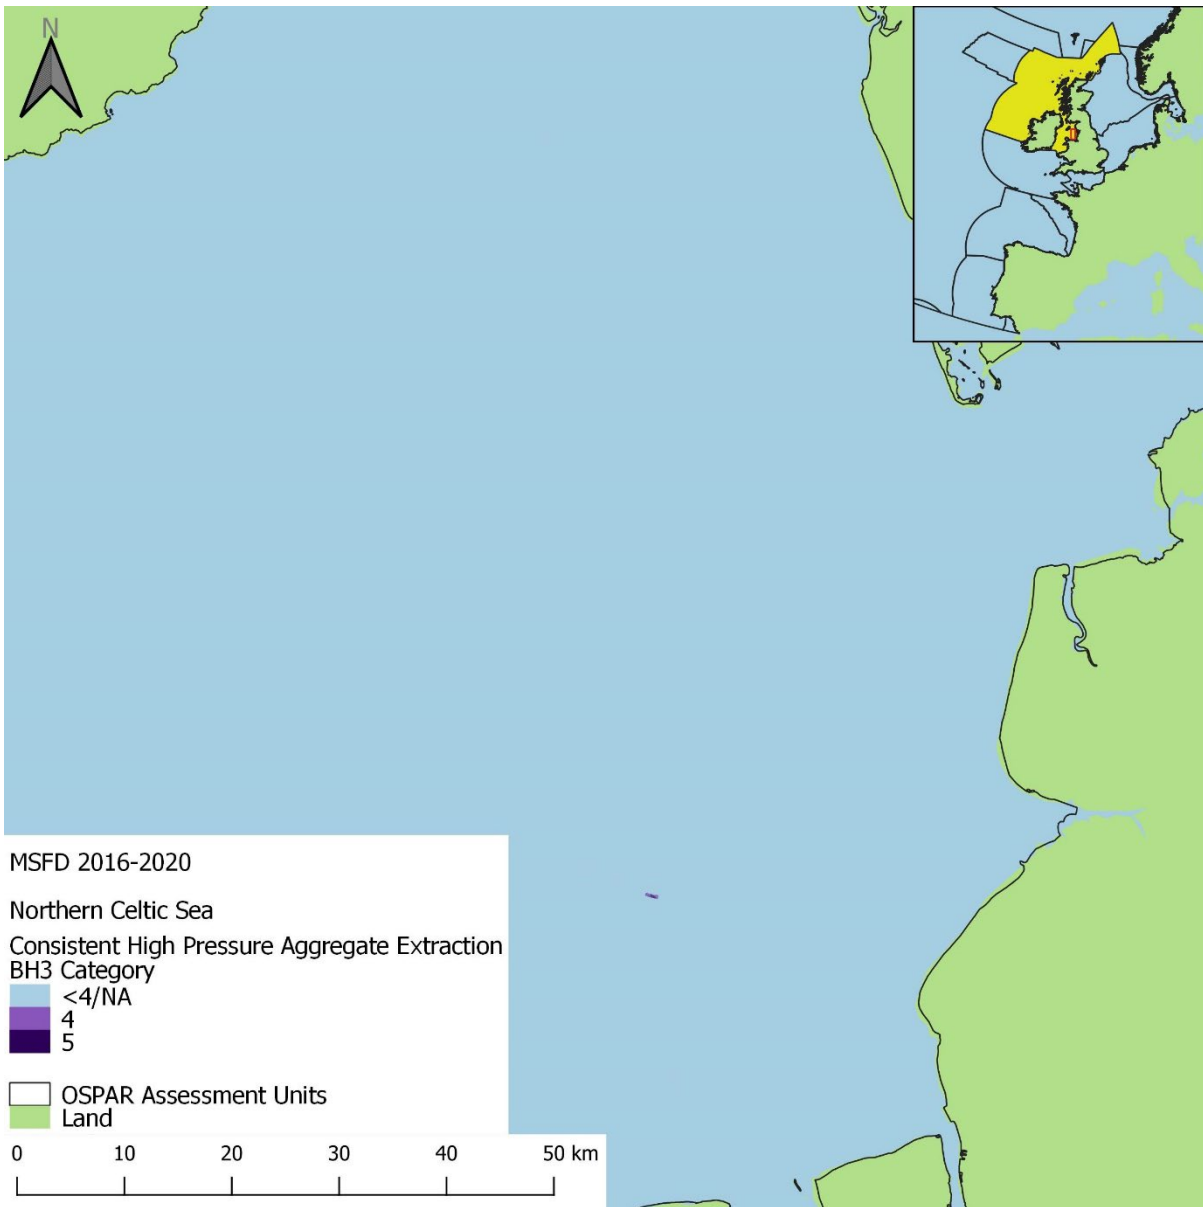 N
MSFD 2016-2020
Northern Celtic Sea
Consistent High Pressure Aggregate Extraction
BH3 Category
<4/NA
4
5
OSPAR Assessment Units
Land
0 10 20 30 40 50 km